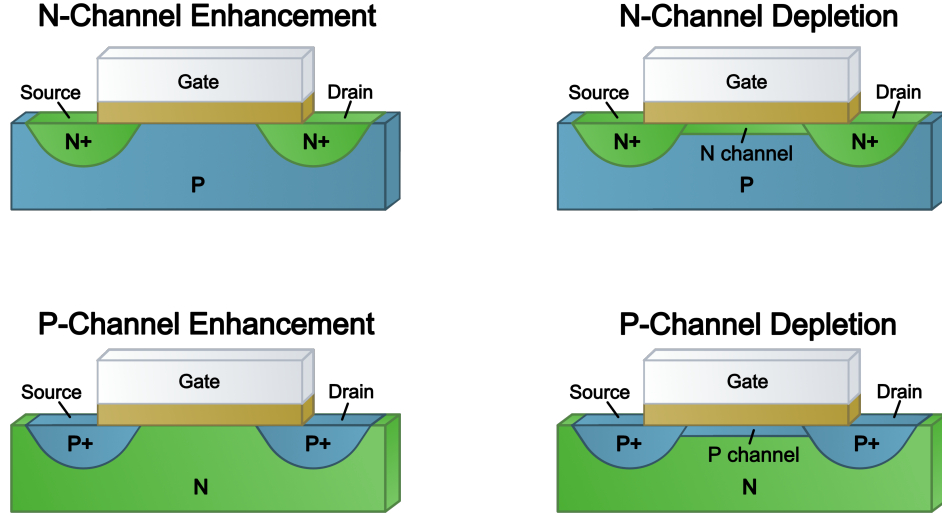 N-Channel Enhancement
Source
Gate
Drain
N+
N+
P
N-Channel Depletion
Source
Gate
Drain
N+
N channel
N+
P
P-Channel Enhancement
Source
Gate
Drain
P+
P+
N
P-Channel Depletion
Source
Gate
Drain
P+
P channel
P+
N